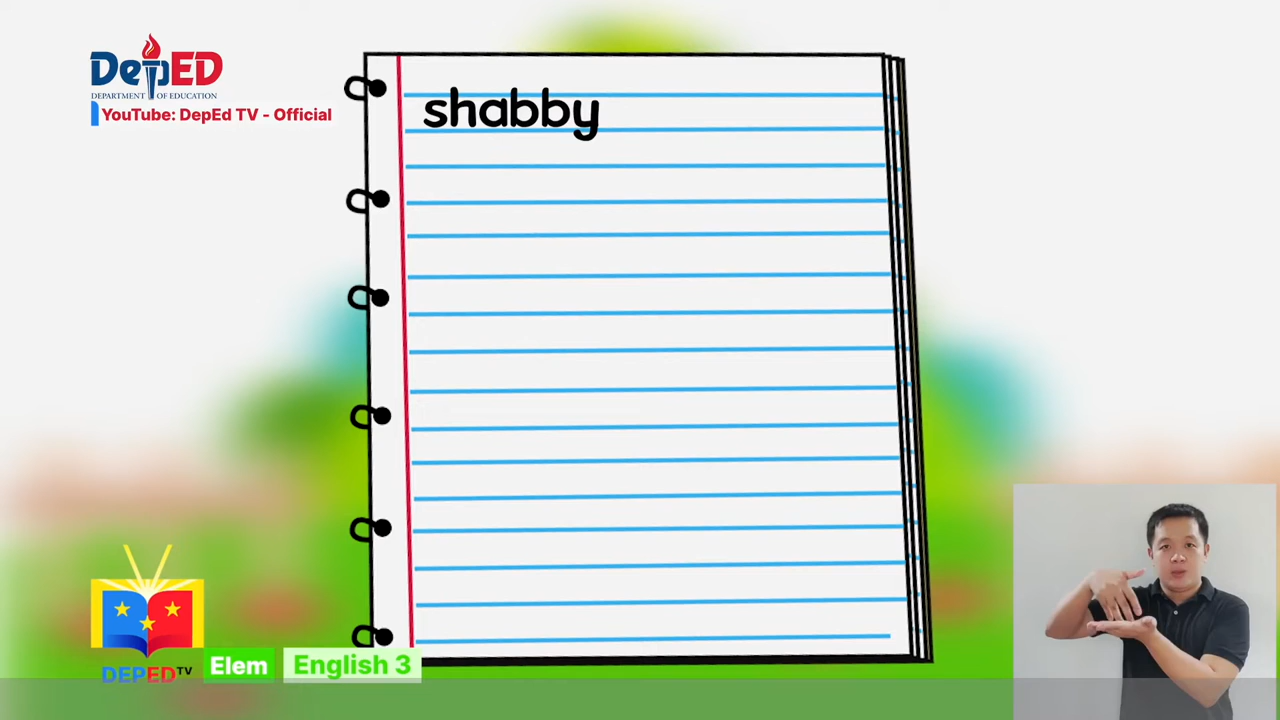 DepED
DEPARTMENT OF EDUCATION
YouTube: DepEd TV - Official
shabby
DEPED TV
Elem
English 3